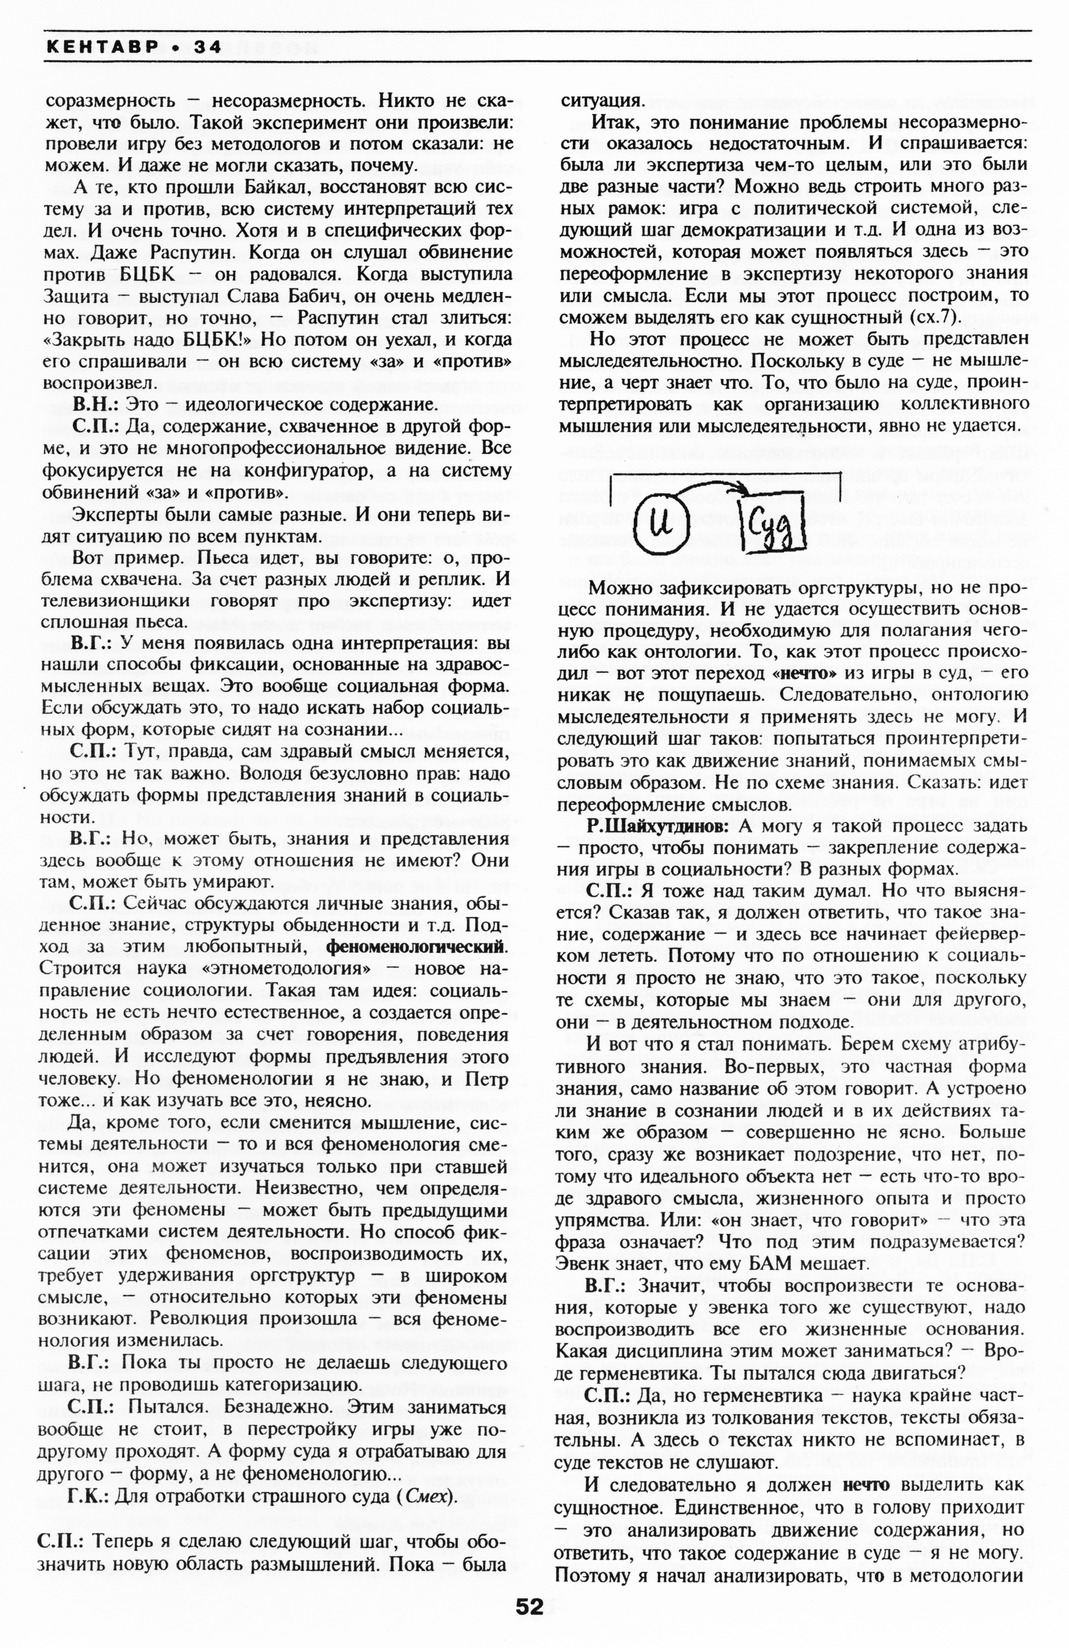 КЕНТАВР • 34
соразмерность — несоразмерность. Никто не ска-
жет, что было. Такой эксперимент они произвели:
провели игру без методологов и потом сказали: не
можем. И даже не могли сказать, почему.
А те, кто прошли Байкал, восстановят всю сис-
тему за и против, всю систему интерпретаций тех
дел. И очень точно. Хотя и в специфических фор-
мах. Даже Распутин. Когда он слушал обвинение
против БЦБК — он радовался. Когда выступила
Защита — выступал Слава Бабич, он очень медлен-
но говорит, но точно, — Распутин стал злиться:
«Закрыть надо БЦБК!» Но потом он уехал, и когда
его спрашивали — он всю систему «за» и «против»
воспроизвел.
В.Н.: Это — идеологическое содержание.
С.П.: Да, содержание, схваченное в другой фор-
ме, и это не многопрофессиональное видение. Все
фокусируется не на конфигуратор, а на систему
обвинений «за» и «против».
Эксперты были самые разные. И они теперь ви-
дят ситуацию по всем пунктам.
Вот пример. Пьеса идет, вы говорите: о, про-
блема схвачена. За счет разных людей и реплик. И
телевизионщики говорят про экспертизу: идет
сплошная пьеса.
В.Г.: У меня появилась одна интерпретация: вы
нашли способы фиксации, основанные на здравос-
мысленных вещах. Это вообще социальная форма.
Если обсуждать это, то надо искать набор социаль-
ных форм, которые сидят на сознании...
С.П.: Тут, правда, сам здравый смысл меняется,
но это не так важно. Володя безусловно прав: надо
обсуждать формы представления знаний в социаль-
ности.
В.Г.: Но, может быть, знания и представления
здесь вообще к этому отношения не имеют? Они
там, может быть умирают.
С.П.: Сейчас обсуждаются личные знания, обы-
денное знание, структуры обыденности и т.д. Под-
ход за этим любопытный, феноменологический.
Строится наука «этнометодология» — новое на-
правление социологии. Такая там идея: социаль-
ность не есть нечто естественное, а создается опре-
деленным образом за счет говорения, поведения
людей. И исследуют формы предъявления этого
человеку. Но феноменологии я не знаю, и Петр
тоже... и как изучать все это, неясно.
Да, кроме того, если сменится мышление, сис-
темы деятельности — то и вся феноменология сме-
нится, она может изучаться только при ставшей
системе деятельности. Неизвестно, чем определя-
ются эти феномены — может быть предыдущими
отпечатками систем деятельности. Но способ фик-
сации этих феноменов, воспроизводимость их,
требует удерживания оргструктур — в широком
смысле, — относительно которых эти феномены
возникают. Революция произошла — вся феноме-
нология изменилась.
В.Г.: Пока ты просто не делаешь следующего
шага, не проводишь категоризацию.
С.П.: Пытался. Безнадежно. Этим заниматься
вообще не стоит, в перестройку игры уже по-
другому проходят. А форму суда я отрабатываю для
другого — форму, а не феноменологию...
Г.К.: Для отработки страшного суда (Смех).
С.П.: Теперь я сделаю следующий шаг, чтобы обо-
значить новую область размышлений. Пока — была
ситуация.
Итак, это понимание проблемы несоразмерно-
сти оказалось недостаточным. И спрашивается:
была ли экспертиза чем-то целым, или это были
две разные части? Можно ведь строить много раз-
ных рамок: игра с политической системой, сле-
дующий шаг демократизации и т.д. И одна из воз-
можностей, которая может появляться здесь — это
переоформление в экспертизу некоторого знания
или смысла. Если мы этот процесс построим, то
сможем выделять его как сущностный (сх.7).
Но этот процесс не может быть представлен
мыследеятельностно. Поскольку в суде — не мышле-
ние, а черт знает что. То, что было на суде, проин-
терпретировать как организацию коллективного
мышления или мыследеятельности, явно не удается.
И
Суд
Можно зафиксировать оргструктуры, но не про-
цесс понимания. И не удается осуществить основ-
ную процедуру, необходимую для полагания чего-
либо как онтологии. То, как этот процесс происхо-
дил — вот этот переход «нечто» из игры в суд, — его
никак не пощупаешь. Следовательно, онтологию
мыследеятельности я применять здесь не могу. И
следующий шаг таков: попытаться проинтерпрети-
ровать это как движение знаний, понимаемых смы-
словым образом. Не по схеме знания. Сказать: идет
переоформление смыслов.
Р.Шайхутдинов: А могу я такой процесс задать
— просто, чтобы понимать — закрепление содержа-
ния игры в социальности? В разных формах.
С.П.: Я тоже над таким думал. Но что выясня-
ется? Сказав так, я должен ответить, что такое зна-
ние, содержание — и здесь все начинает фейервер-
ком лететь. Потому что по отношению к социаль-
ности я просто не знаю, что это такое, поскольку
те схемы, которые мы знаем — они для другого,
они — в деятельностном подходе.
И вот что я стал понимать. Берем схему атрибу-
тивного знания. Во-первых, это частная форма
знания, само название об этом говорит. А устроено
ли знание в сознании людей и в их действиях та-
ким же образом — совершенно не ясно. Больше
того, сразу же возникает подозрение, что нет, по-
тому что идеального объекта нет — есть что-то вро-
де здравого смысла, жизненного опыта и просто
упрямства. Или: «он знает, что говорит» — что эта
фраза означает? Что под этим подразумевается?
Эвенк знает, что ему БАМ мешает.
В.Г.: Значит, чтобы воспроизвести те основа-
ния, которые у эвенка того же существуют, надо
воспроизводить все его жизненные основания.
Какая дисциплина этим может заниматься? — Вро-
де герменевтика. Ты пытался сюда двигаться?
С.П.: Да, но герменевтика — наука крайне част-
ная, возникла из толкования текстов, тексты обяза-
тельны. А здесь о текстах никто не вспоминает, в
суде текстов не слушают.
И следовательно я должен нечто выделить как
сущностное. Единственное, что в голову приходит
— это анализировать движение содержания, но
ответить, что такое содержание в суде — я не могу.
Поэтому я начал анализировать, что в методологии
52